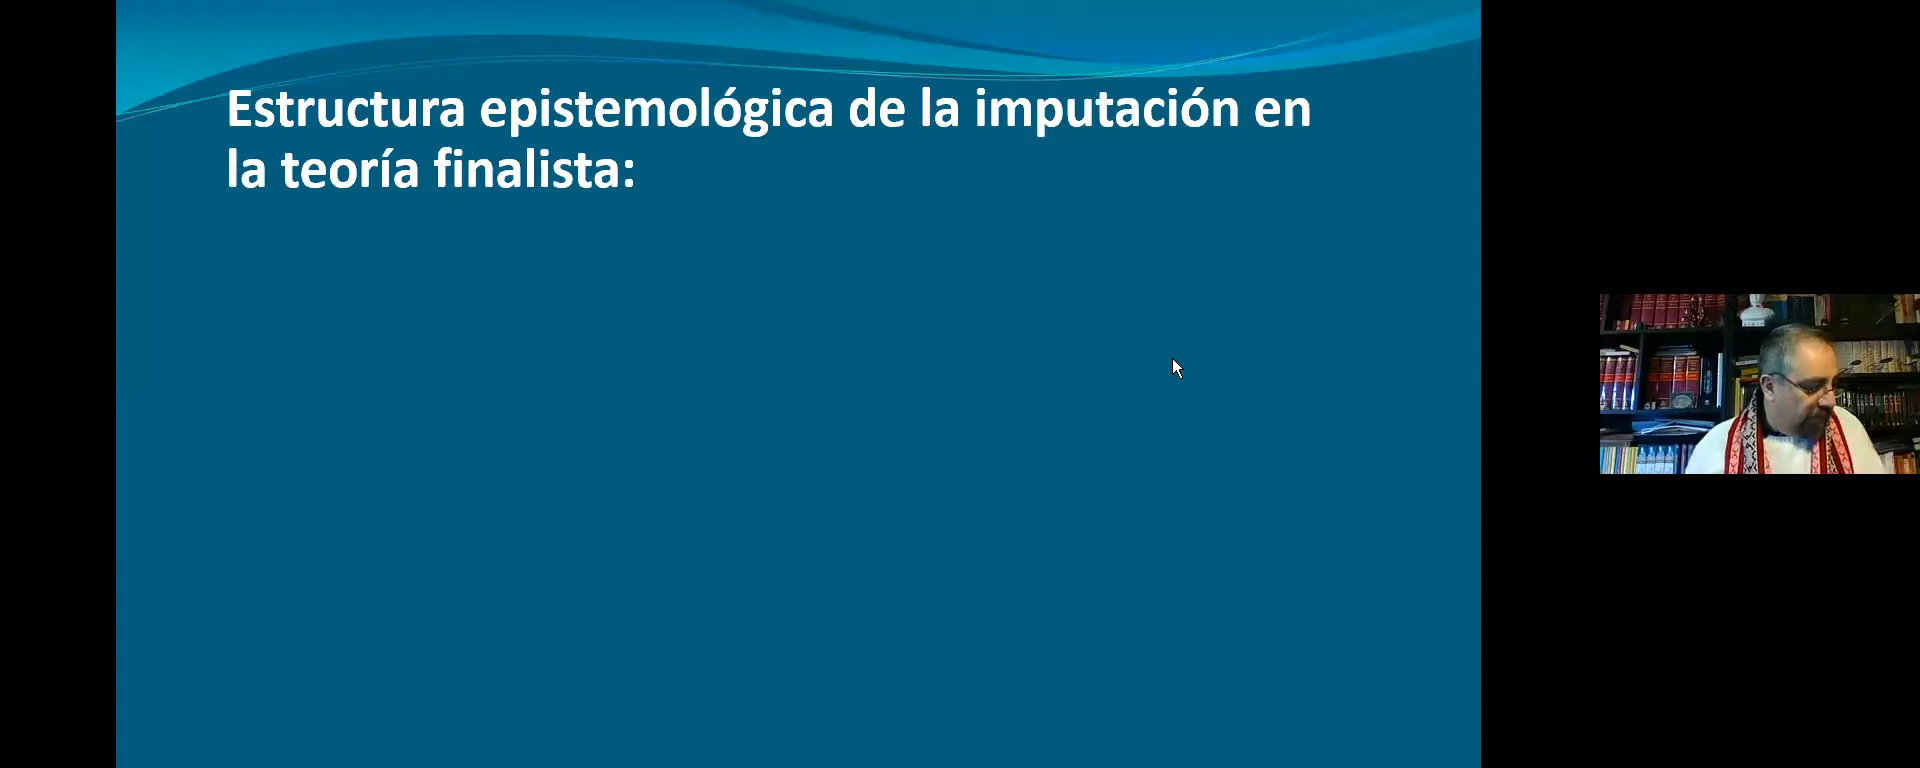 Estructura epistemológica de la imputación en
la teoría finalista: